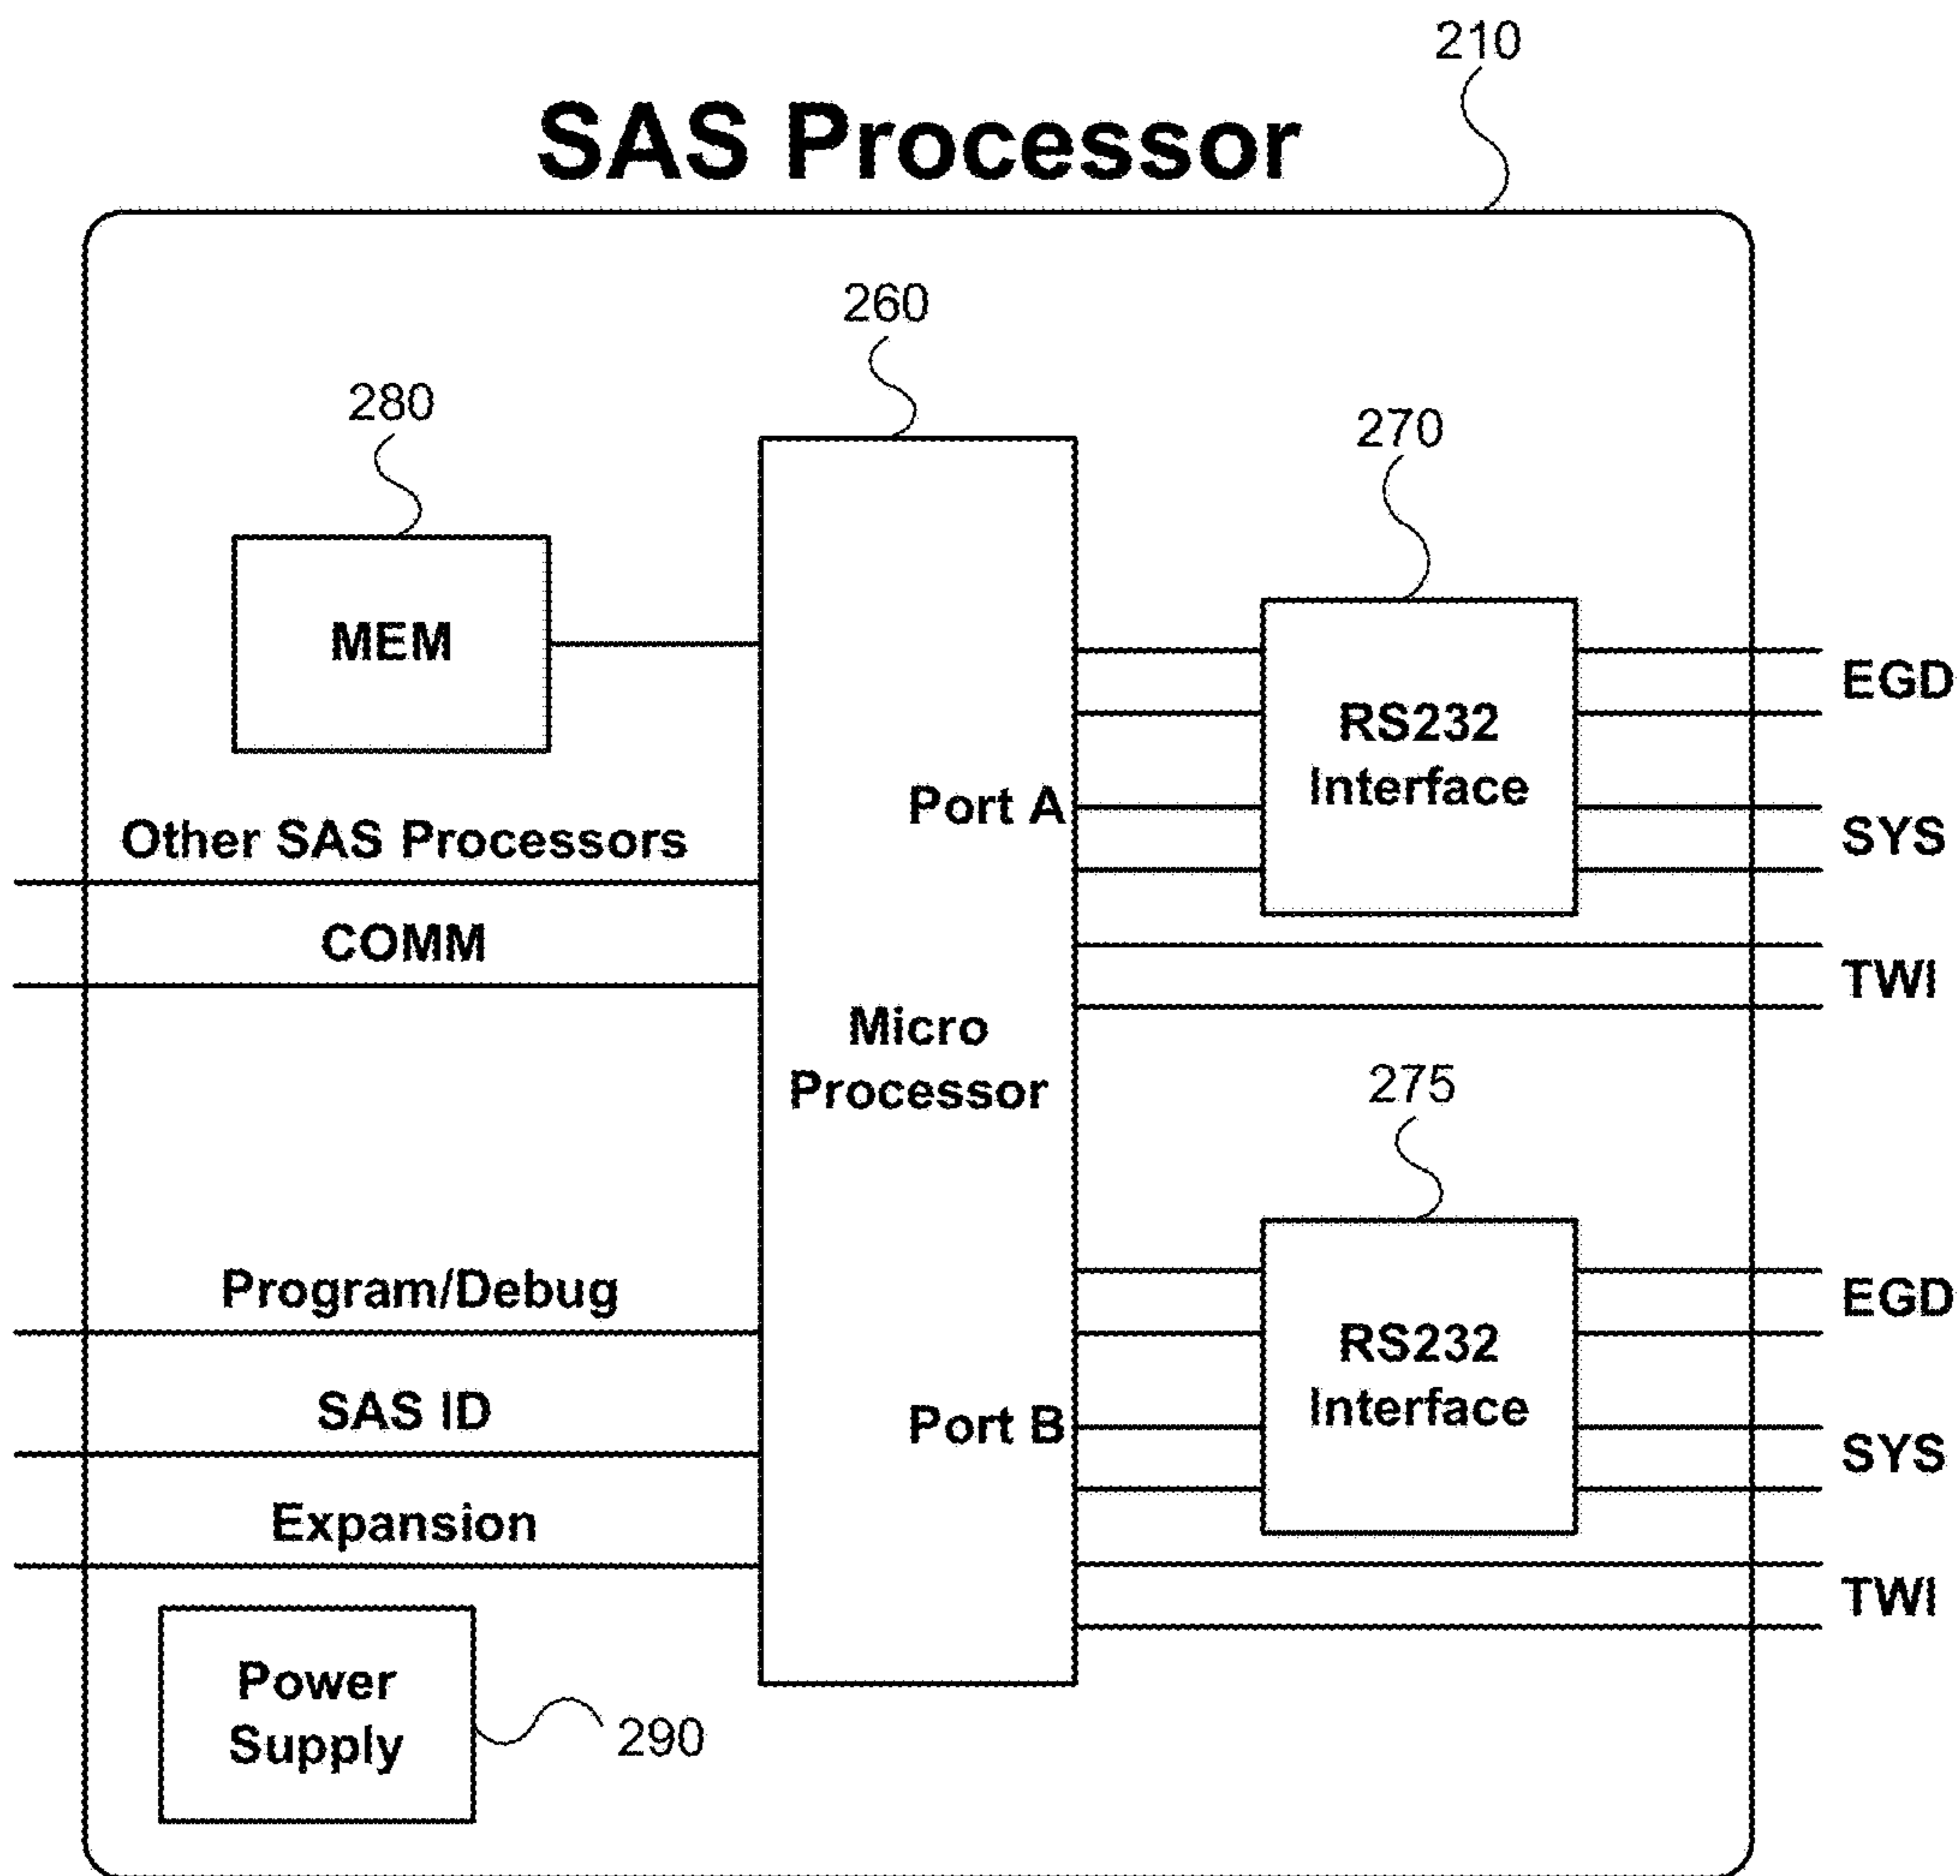 210
SAS Processor
260
280
270
MEM
RS232
Interface
EGD
Port A
SYS
Other SAS Processors
COMM
TWI
Micro
Processor
275
Program/Debug
EGD
RS232
Interface
SAS ID
Port B
SYS
Expansion
TWI
Power
Supply
290